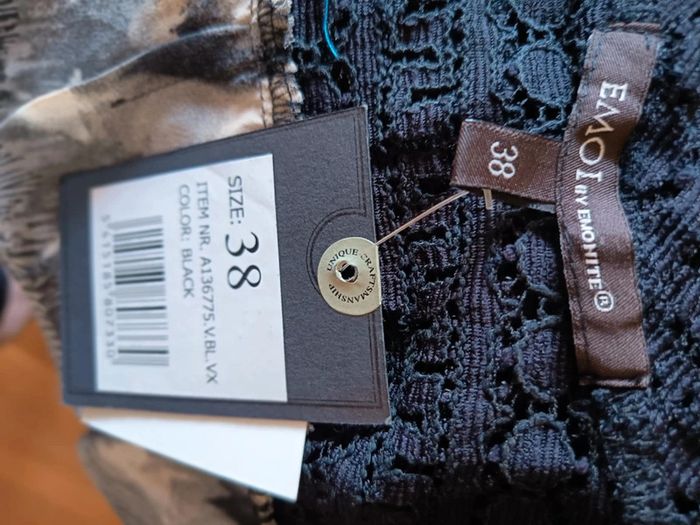 EMOI
BY EMONITE®
38
UNIQUE CRAFTSMANSHIP
SIZE: 38
ITEM NR. A136775.V.BL.VX
COLOR: BLACK